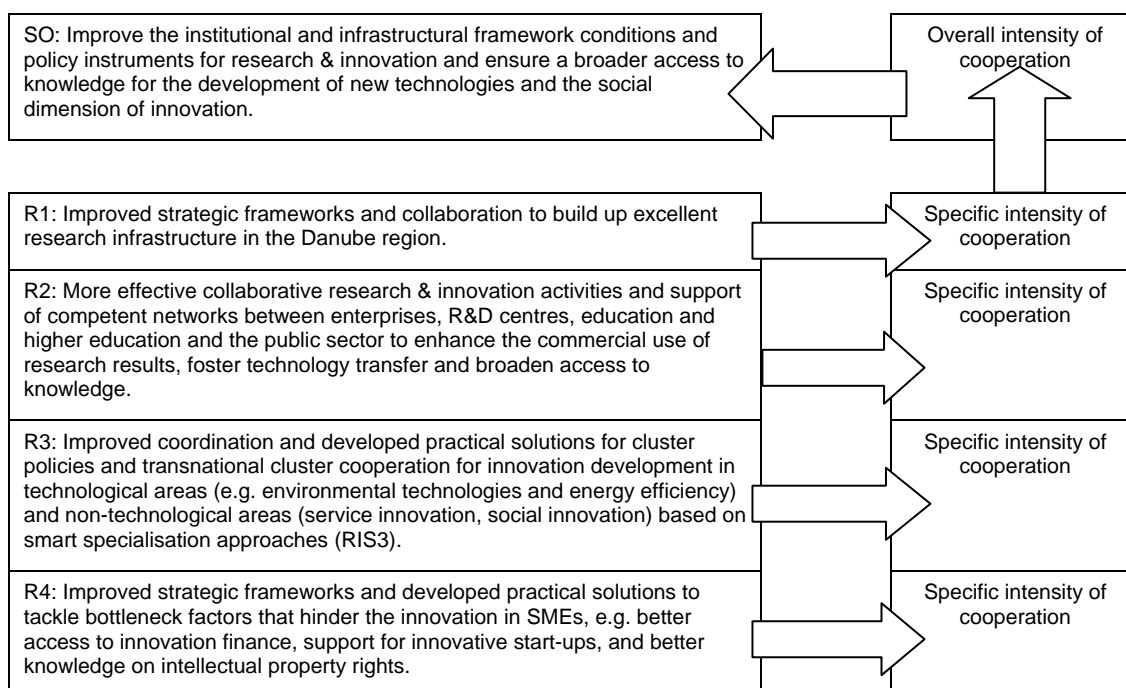 SO: Improve the institutional and infrastructural framework conditions and
policy instruments for research & innovation and ensure a broader access to
knowledge for the development of new technologies and the social
dimension of innovation.
Overall intensity of
cooperation
R1: Improved strategic frameworks and collaboration to build up excellent
research infrastructure in the Danube region.
Specific intensity of
cooperation
R2: More effective collaborative research & innovation activities and support
of competent networks between enterprises, R&D centres, education and
higher education and the public sector to enhance the commercial use of
research results, foster technology transfer and broaden access to
knowledge.
Specific intensity of
cooperation
R3: Improved coordination and developed practical solutions for cluster
policies and transnational cluster cooperation for innovation development in
technological areas (e.g. environmental technologies and energy efficiency)
and non-technological areas (service innovation, social innovation) based on
smart specialisation approaches (RIS3).
Specific intensity of
cooperation
R4: Improved strategic frameworks and developed practical solutions to
tackle bottleneck factors that hinder the innovation in SMEs, e.g. better
access to innovation finance, support for innovative start-ups, and better
knowledge on intellectual property rights.
Specific intensity of
cooperation